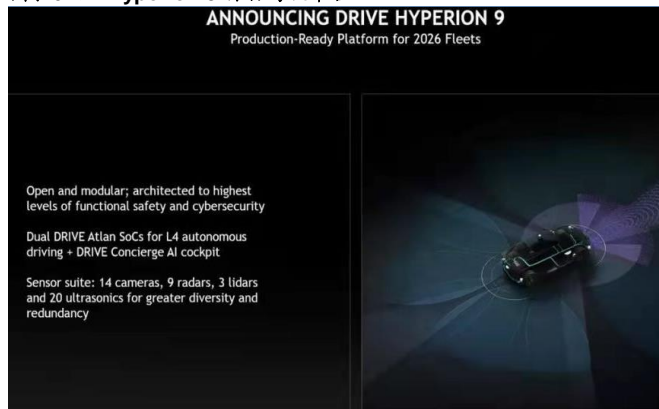 ANNOUNCING DRIVE HYPERION 9
Production-Ready Platform for 2026 Fleets
Open and modular; architected to highest
levels of functional safety and cybersecurity
Dual DRIVE Atlan SoCs for L4 autonomous
driving + DRIVE Concierge AI cockpit
Sensor suite: 14 cameras, 9 radars, 3 lidars
and 20 ultrasonics for greater diversity and
redundancy